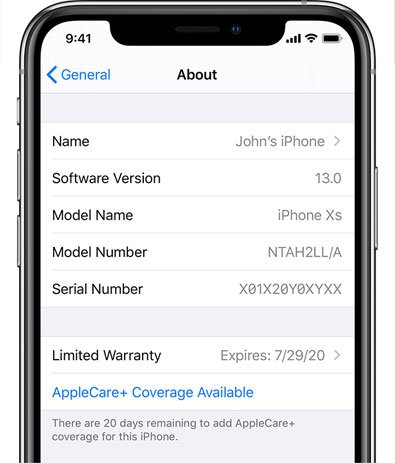 9:41
General About
Name John's iPhone
Software Version 13.0
Model Name iPhone Xs
Model Number NTAH2LL/A
Serial Number X01X20Y0XYXX
Limited Warranty Expires: 7/29/20
AppleCare+ Coverage Available
There are 20 days remaining to add AppleCare+
coverage for this iPhone.